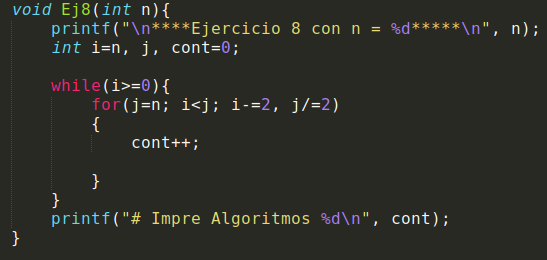 void Ej8(int n){
    printf("\n****Ejercicio 8 con n = %d*****\n", n);
    int i=n, j, cont=0;

    while(i>=0){
        for(j=n; i<j; i-=2, j/=2)
        {
            cont++;

        }
    }
    printf("# Impre Algoritmos %d\n", cont);
}